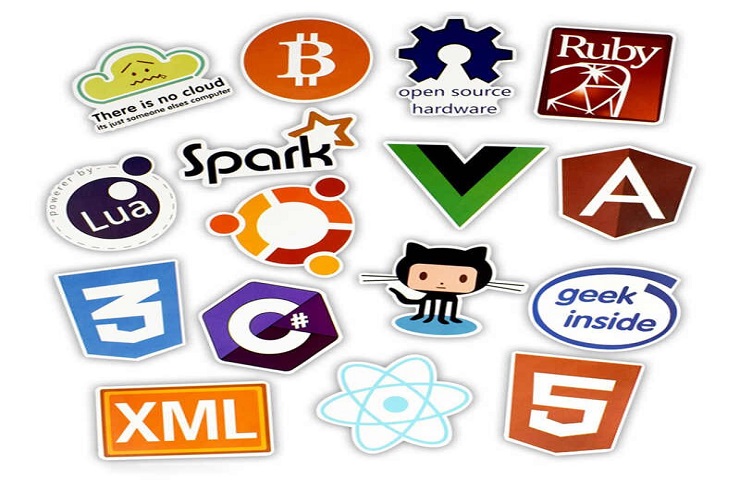 There is no cloud
its just someone elses computer
B
open source
hardware
Ruby
Spark
powered by
Lua
A
3
C#
geek
inside
XML
5